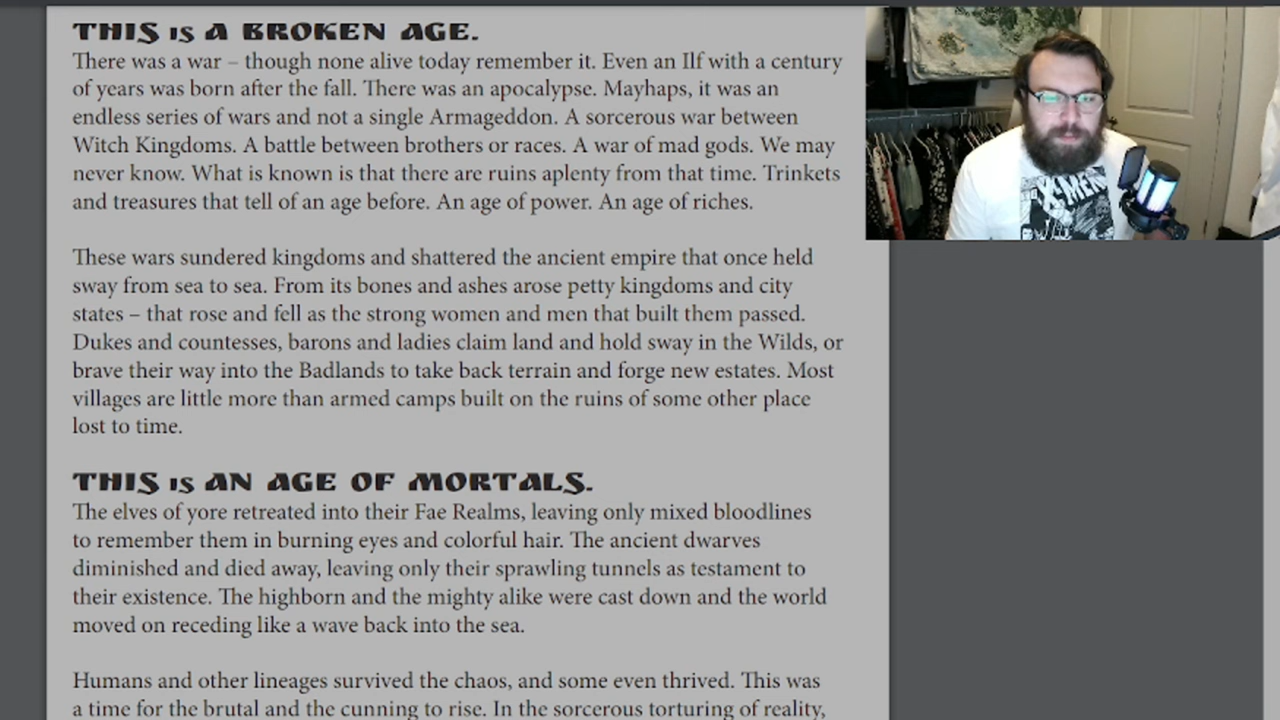 THIS is A BROKEN AGE.
There was a war – though none alive today remember it. Even an Ilf with a century
of years was born after the fall. There was an apocalypse. Mayhaps, it was an
endless series of wars and not a single Armageddon. A sorcerous war between
Witch Kingdoms. A battle between brothers or races. A war of mad gods. We may
never know. What is known is that there are ruins aplenty from that time. Trinkets
and treasures that tell of an age before. An age of power. An age of riches.
These wars sundered kingdoms and shattered the ancient empire that once held
sway from sea to sea. From its bones and ashes arose petty kingdoms and city
states – that rose and fell as the strong women and men that built them passed.
Dukes and countesses, barons and ladies claim land and hold sway in the Wilds, or
brave their way into the Badlands to take back terrain and forge new estates. Most
villages are little more than armed camps built on the ruins of some other place
lost to time.
THIS is AN AGE OF MORTALS.
The elves of yore retreated into their Fae Realms, leaving only mixed bloodlines
to remember them in burning eyes and colorful hair. The ancient dwarves
diminished and died away, leaving only their sprawling tunnels as testament to
their existence. The highborn and the mighty alike were cast down and the world
moved on receding like a wave back into the sea.
Humans and other lineages survived the chaos, and some even thrived. This was
a time for the brutal and the cunning to rise. In the sorcerous torturing of reality,
X-MEN